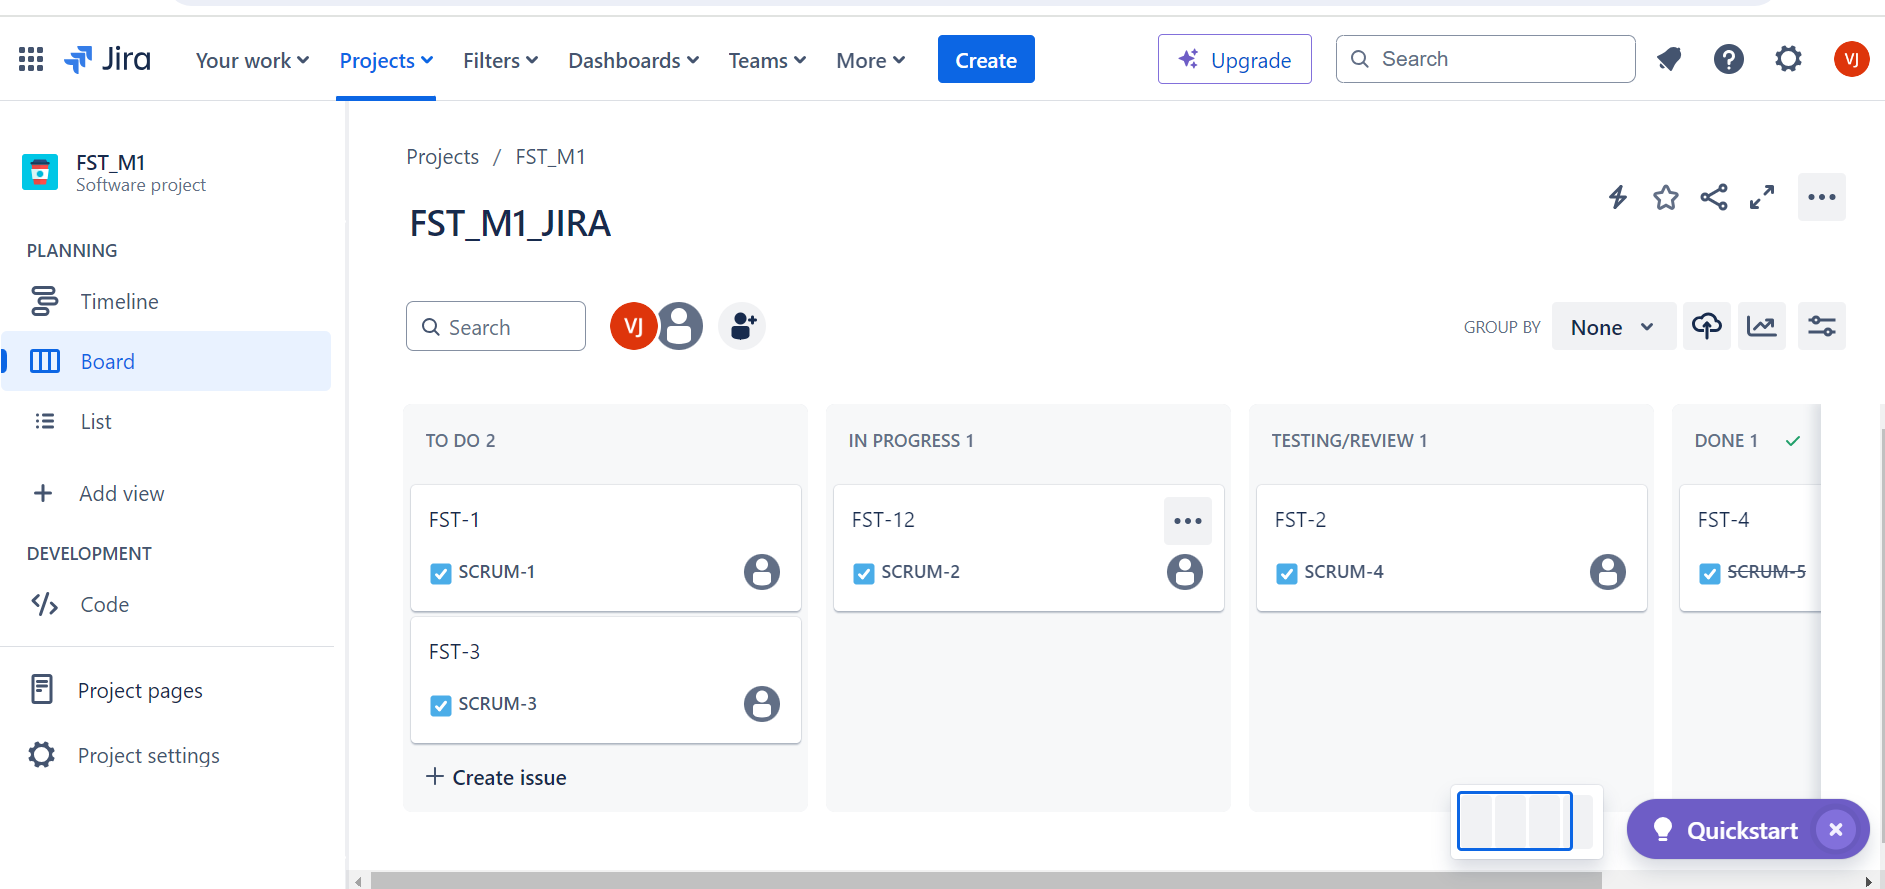 Jira Your work Projects Filters Dashboards Teams More Create Upgrade Search VJ
FST_M1
Software project
PLANNING
Timeline
Board
List
Add view
DEVELOPMENT
Code
Project pages
Project settings
Projects / FST_M1
FST_M1_JIRA
Search VJ GROUP BY None
TO DO 2
FST-1
SCRUM-1
FST-3
SCRUM-3
+ Create issue
IN PROGRESS 1
FST-12
SCRUM-2
TESTING/REVIEW 1
FST-2
SCRUM-4
DONE 1
FST-4
SCRUM-5
Quickstart